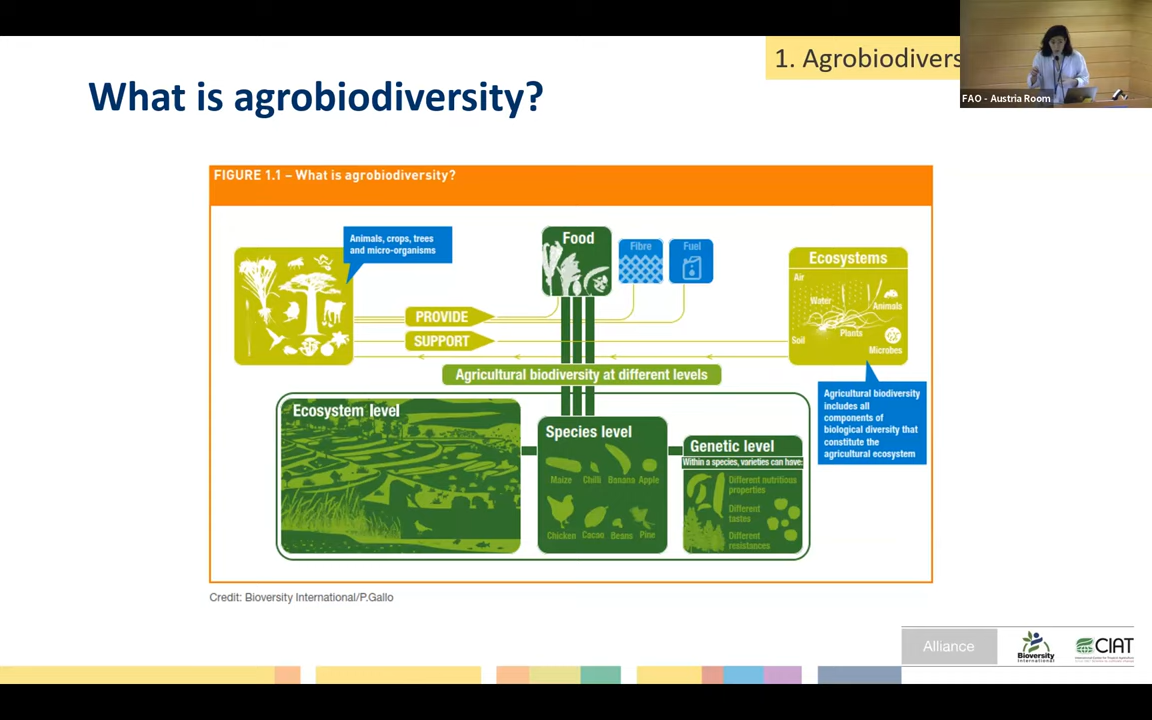 1. Agrobiodivers
What is agrobiodiversity?
FAO - Austria Room
FIGURE 1.1 – What is agrobiodiversity?
Animals, crops, trees
and micro-organisms
Food
Fibre
Fuel
Ecosystems
Air
Water
Animals
Plants
Soil
Microbes
PROVIDE
SUPPORT
Agricultural biodiversity at different levels
Agricultural biodiversity
includes all
components of
biological diversity that
constitute the
agricultural ecosystem
Ecosystem level
Species level
Maize Chilli Banana Apple
Chicken Cacao Beans Pine
Genetic level
Within a species, varieties can have:
Different nutritious
properties
Different
tastes
Different
resistances
Credit: Bioversity International/P.Gallo
Alliance
Bioversity
International
CIAT